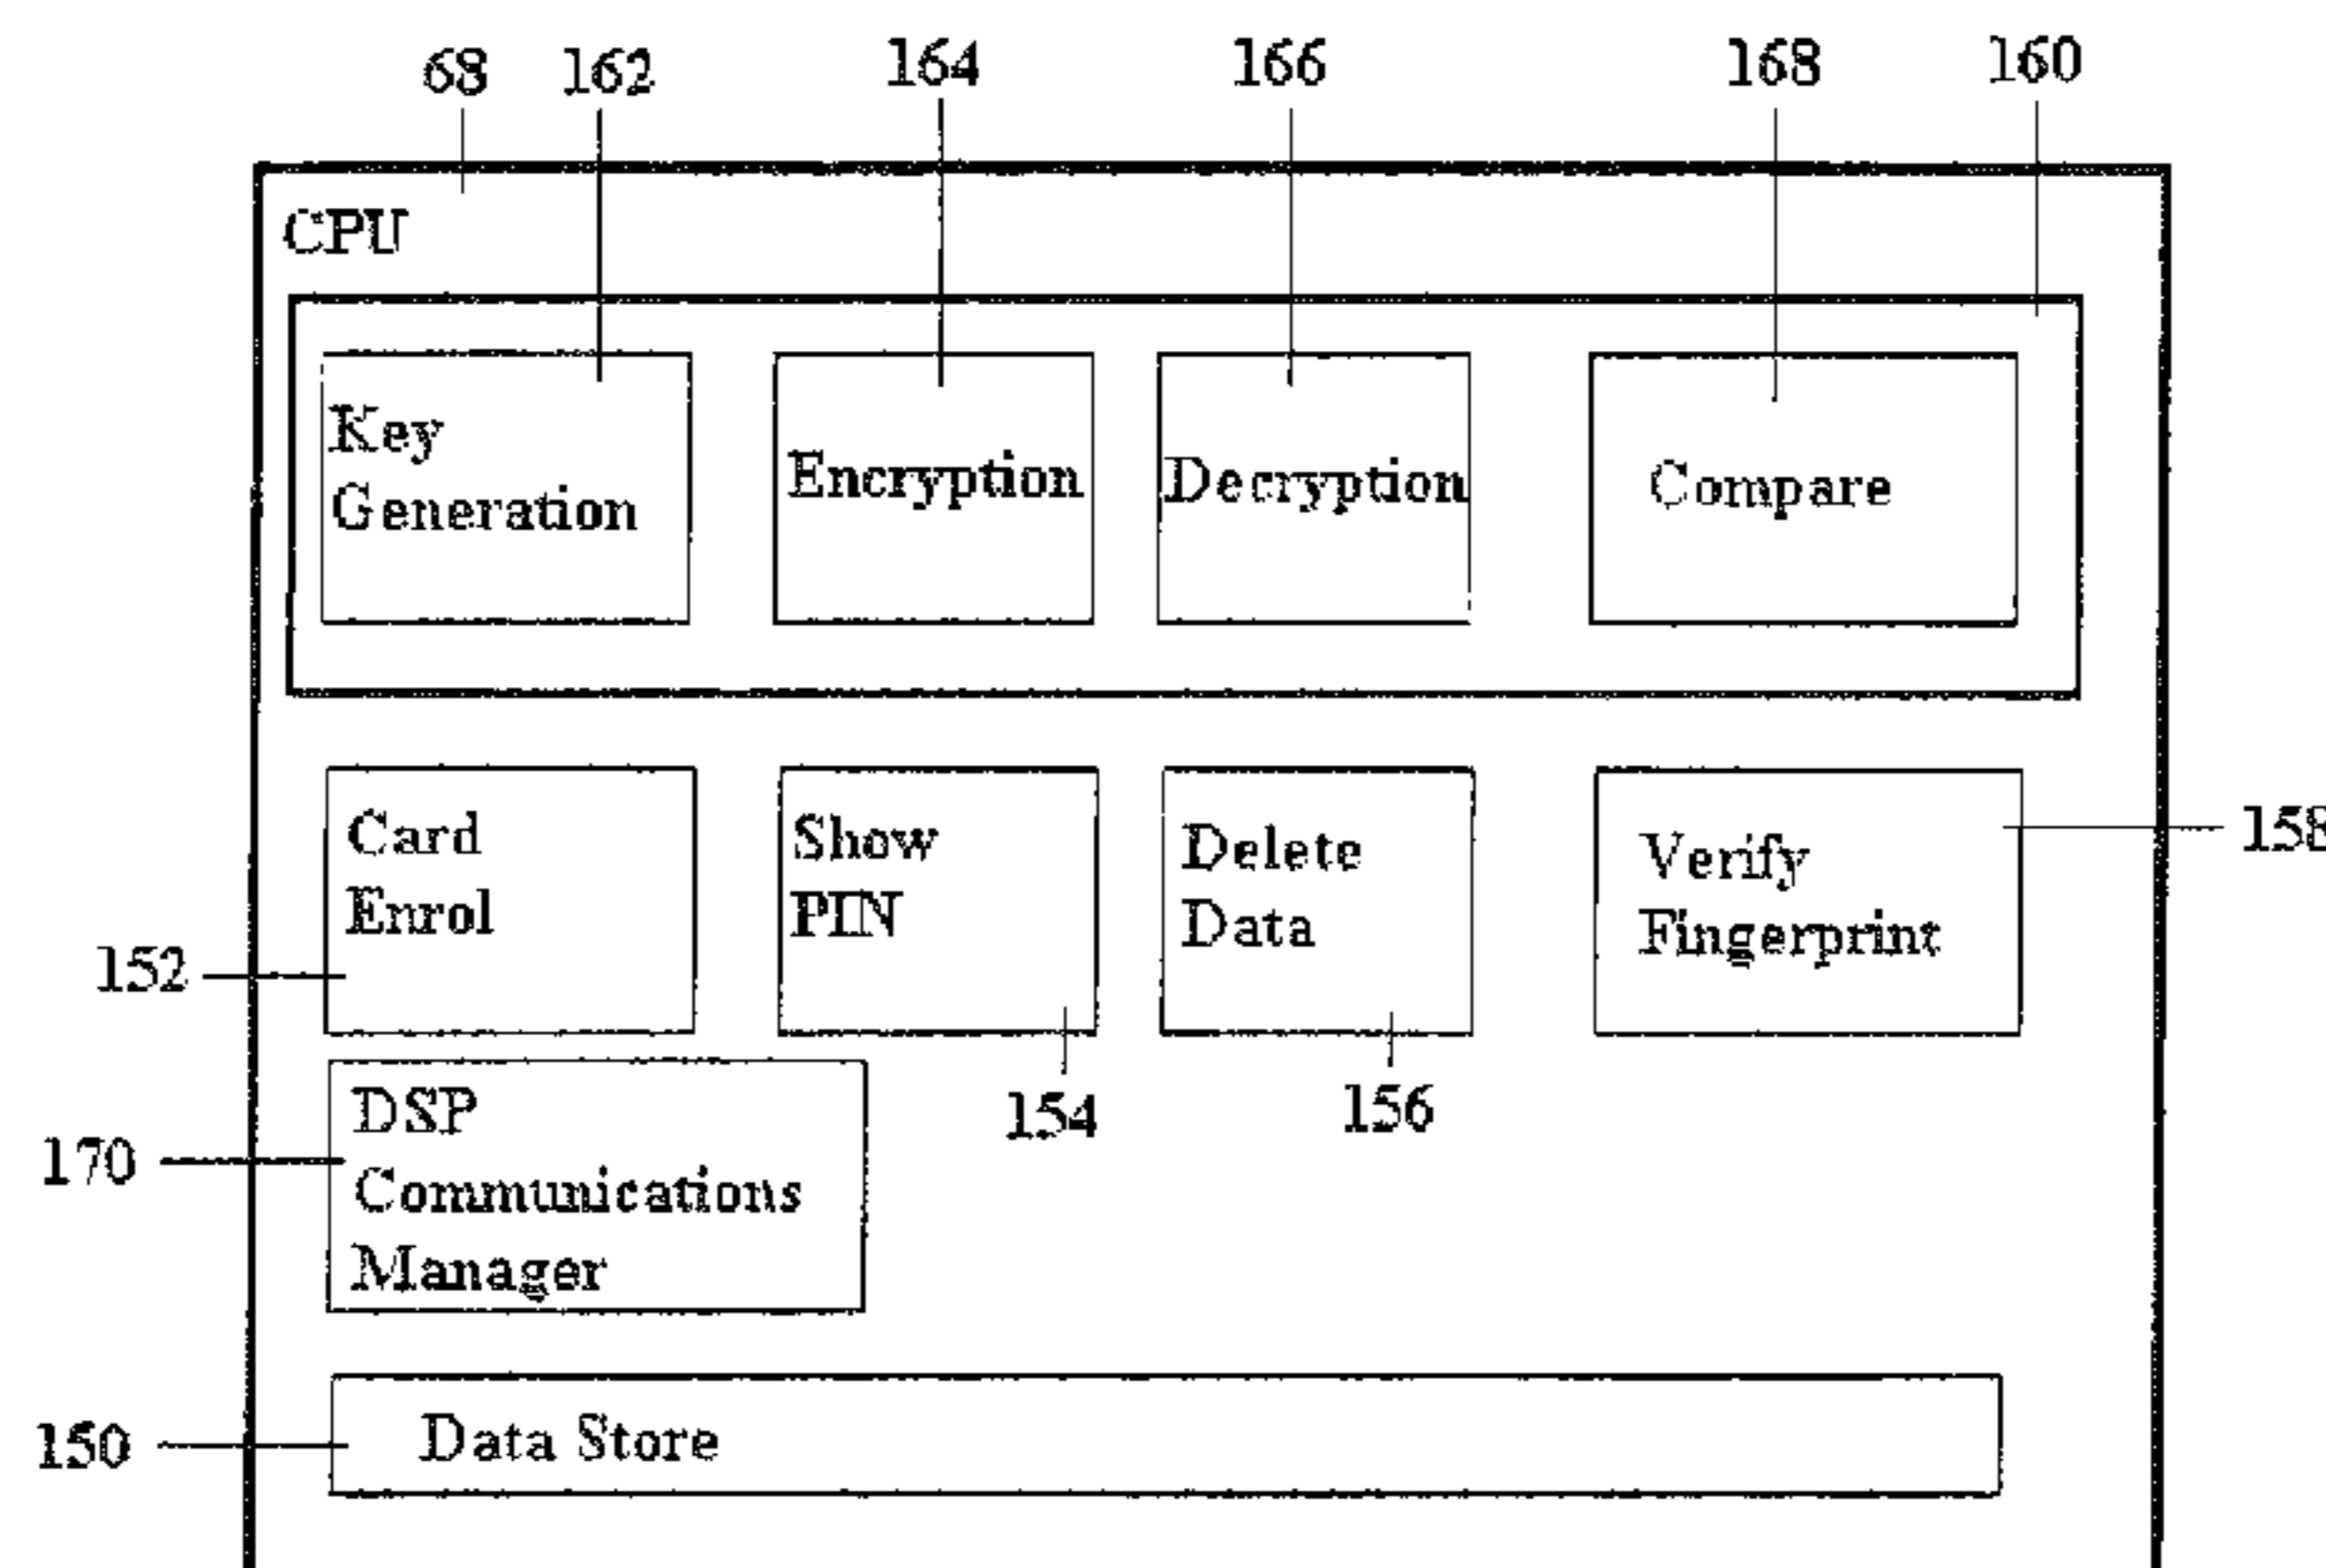 68 162 164 166 168 160
CPU
Key
Generation
Encryption
Decryption
Compare
Card
Enrol
Show
PIN
Delete
Data
Verify
Fingerprint
158
152
154
156
DSP
Communications
Manager
170
150
Data Store